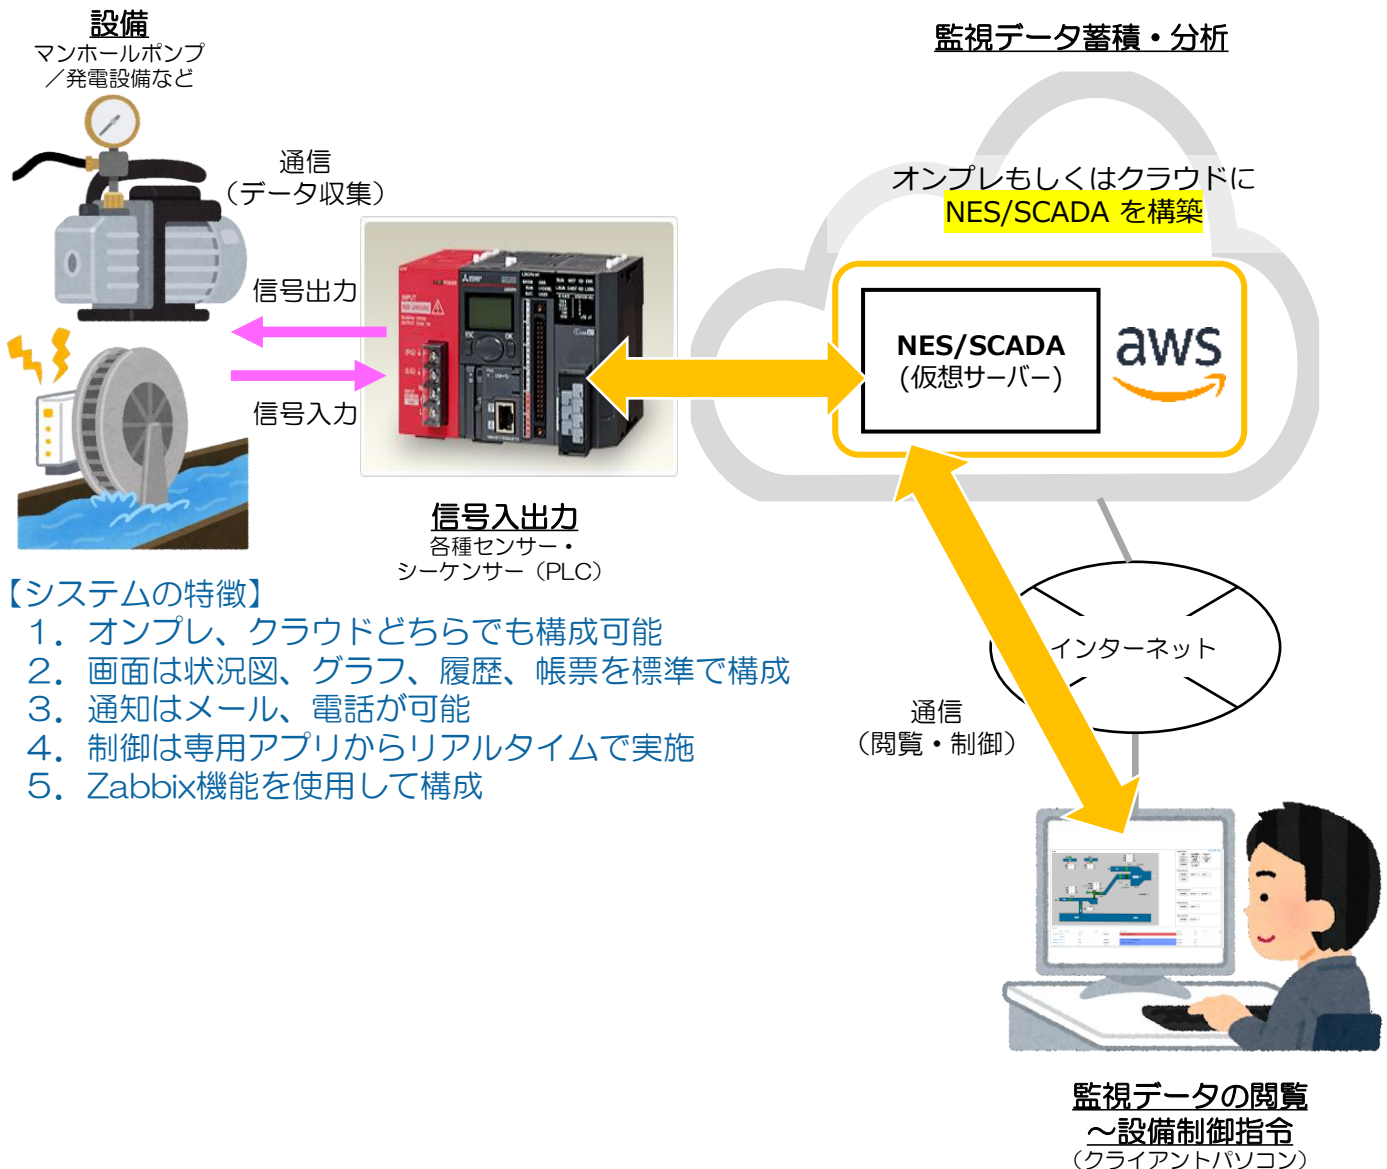 設備
マンホールポンプ
／発電設備など
監視データ蓄積・分析
通信
（データ収集）
オンプレもしくはクラウドに
NES/SCADA を構築
信号出力
信号入力
INPUT
ESC
OK
NES/SCADA
(仮想サーバー)
aws
信号入出力
各種センサー・
シーケンサー（PLC）
【システムの特徴】
１．オンプレ、クラウドどちらでも構成可能
２．画面は状況図、グラフ、履歴、帳票を標準で構成
３．通知はメール、電話が可能
４．制御は専用アプリからリアルタイムで実施
５．Zabbix機能を使用して構成
インターネット
通信
（閲覧・制御）
監視データの閲覧
～設備制御指令
（クライアントパソコン）